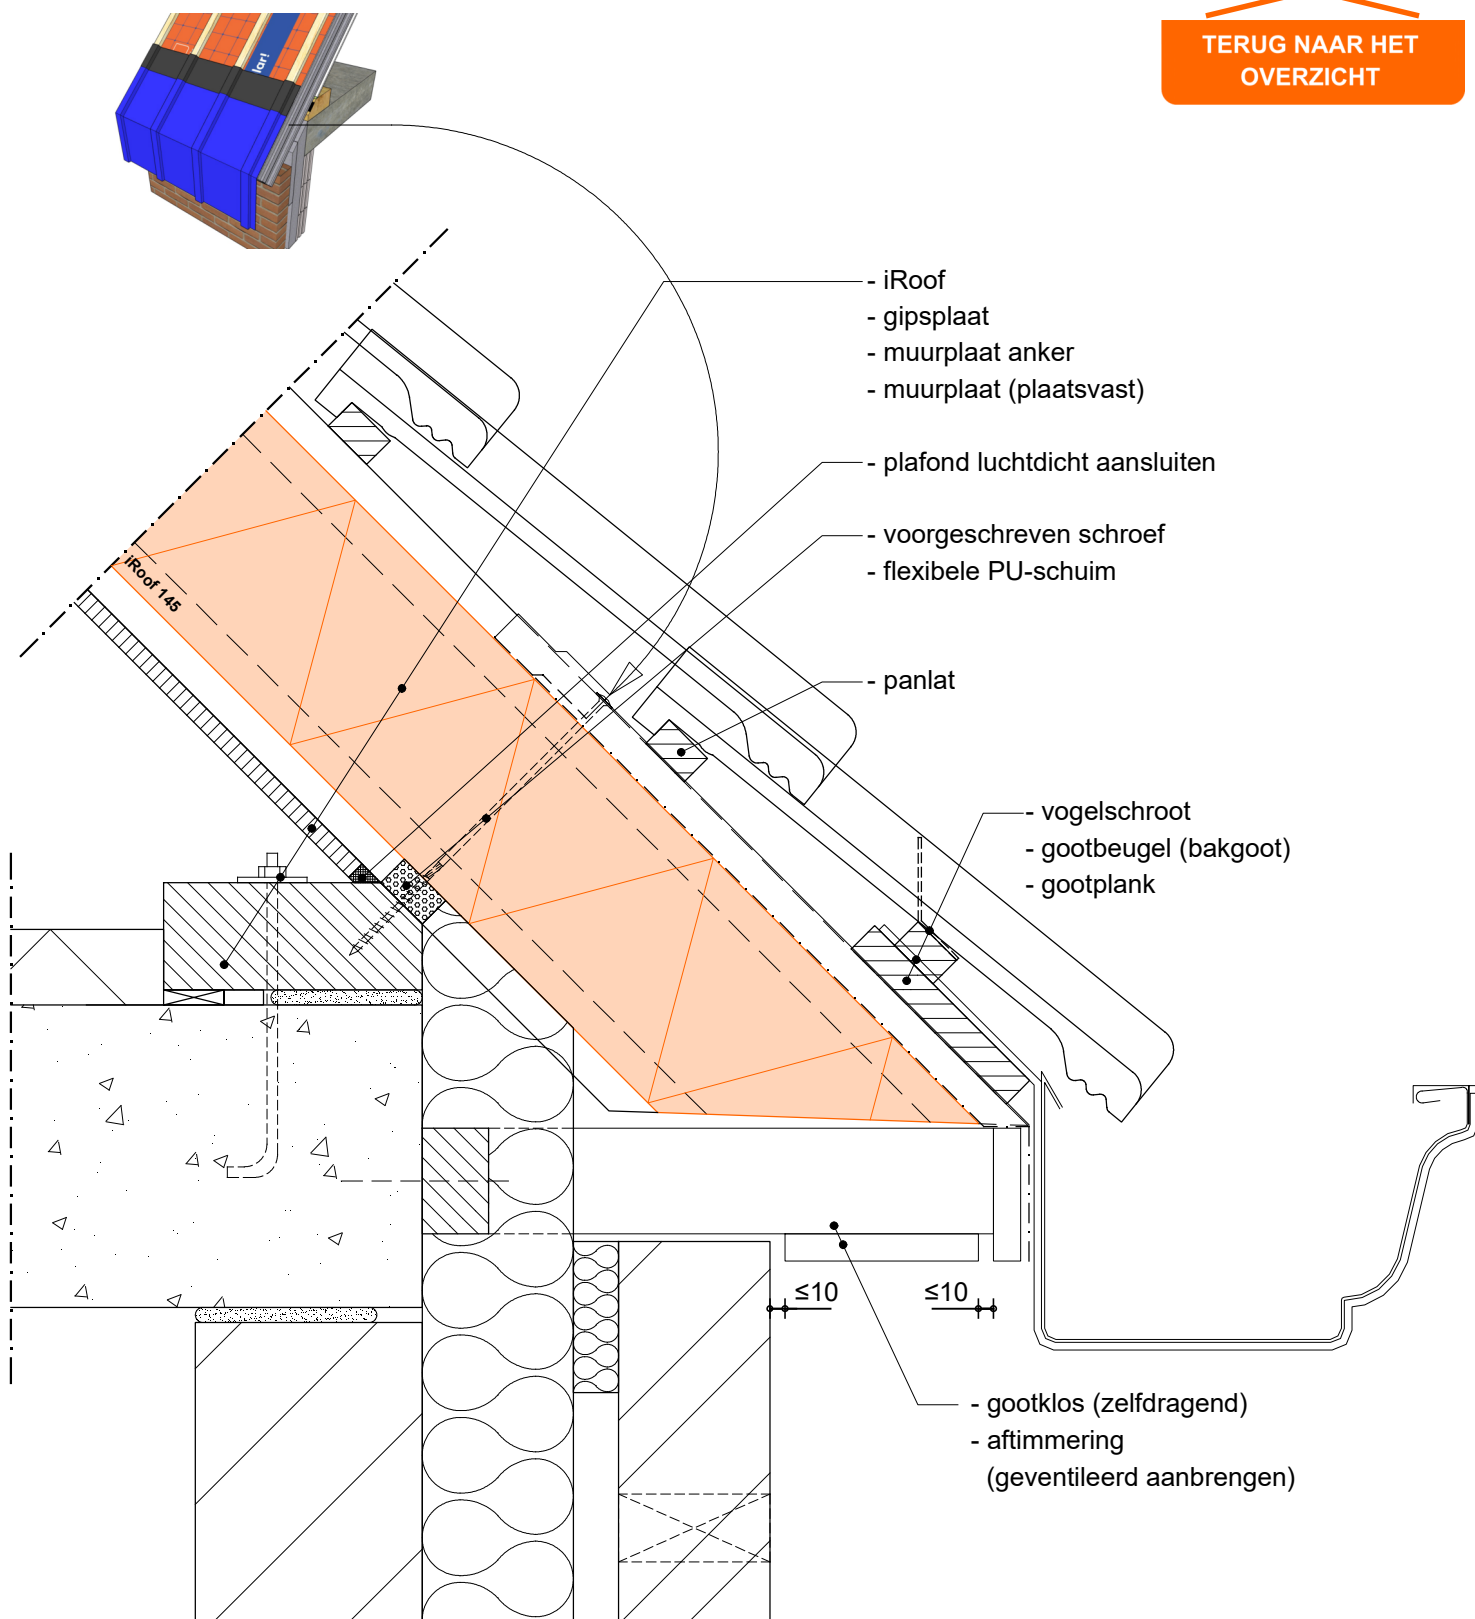 TERUG NAAR HET
OVERZICHT
lar!
- iRoof
- gipsplaat
- muurplaat anker
- muurplaat (plaatsvast)
- plafond luchtdicht aansluiten
- voorgeschreven schroef
- flexibele PU-schuim
iRoof 145
- panlat
- vogelschroot
- gootbeugel (bakgoot)
- gootplank
≤10
≤10
- gootklos (zelfdragend)
- aftimmering
(geventileerd aanbrengen)